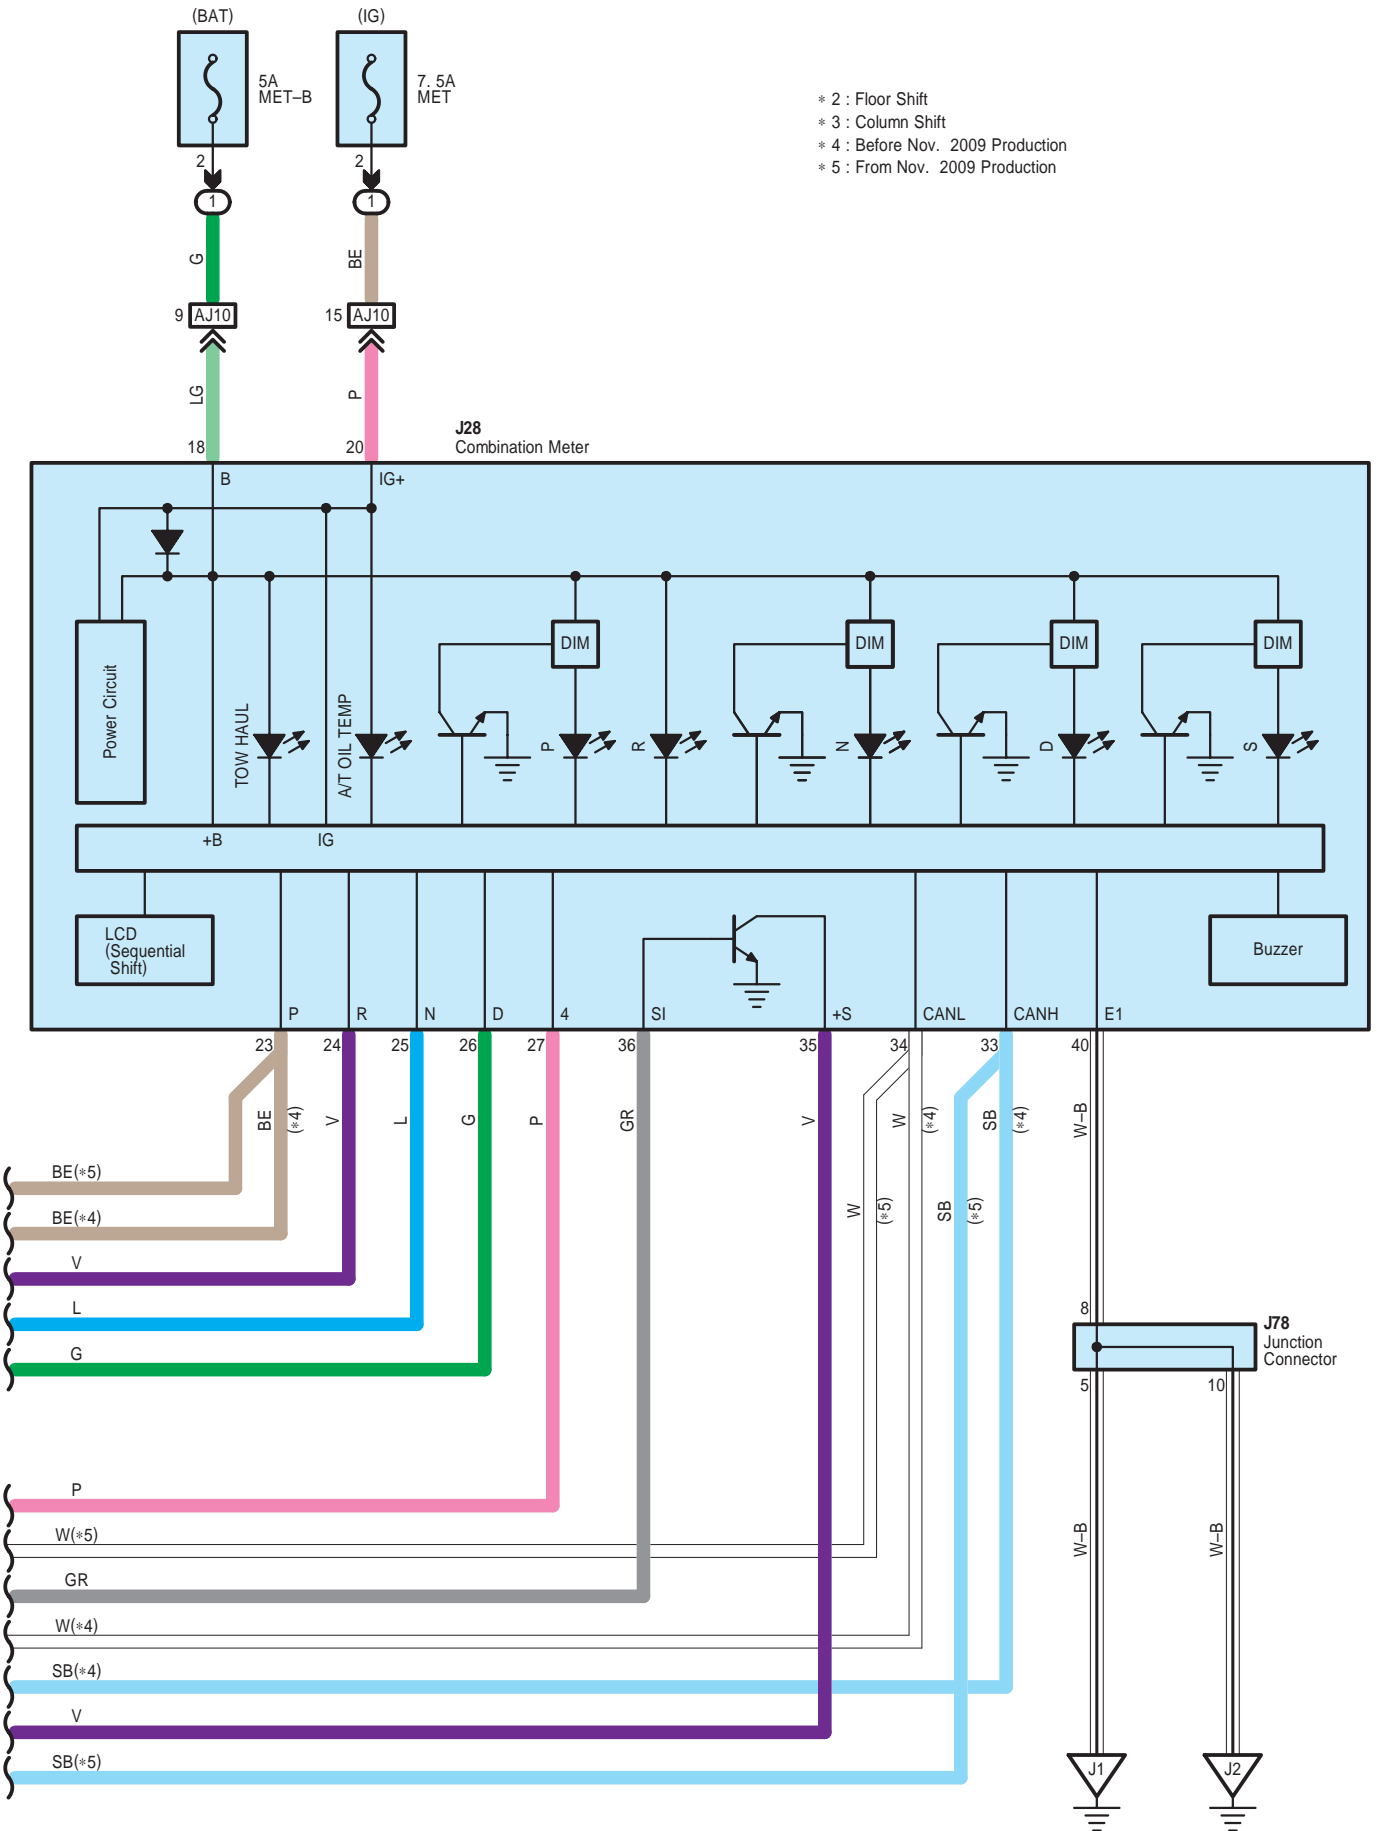 (BAT)
(IG)
5A
MET–B
7. 5A
MET
∗ 2 : Floor Shift
∗ 3 : Column Shift
∗ 4 : Before Nov. 2009 Production
∗ 5 : From Nov. 2009 Production
2
2
1
1
G
BE
9 AJ10
15 AJ10
LG
P
J28
Combination Meter
18
20
B
IG+
Power Circuit
TOW HAUL
A/T OIL TEMP
DIM
DIM
DIM
DIM
P
R
N
D
S
+B
IG
LCD
(Sequential
Shift)
Buzzer
P
R
N
D
4
SI
+S
CANL
CANH
E1
23
24
25
26
27
36
35
34
33
40
BE
(∗4)
V
L
G
P
GR
V
W
(∗4)
SB
(∗4)
W–B
W
(∗5)
SB
(∗5)
BE(∗5)
BE(∗4)
V
L
G
8
J78
Junction
Connector
5
10
P
W(∗5)
GR
W(∗4)
SB(∗4)
V
SB(∗5)
W–B
W–B
J1
J2